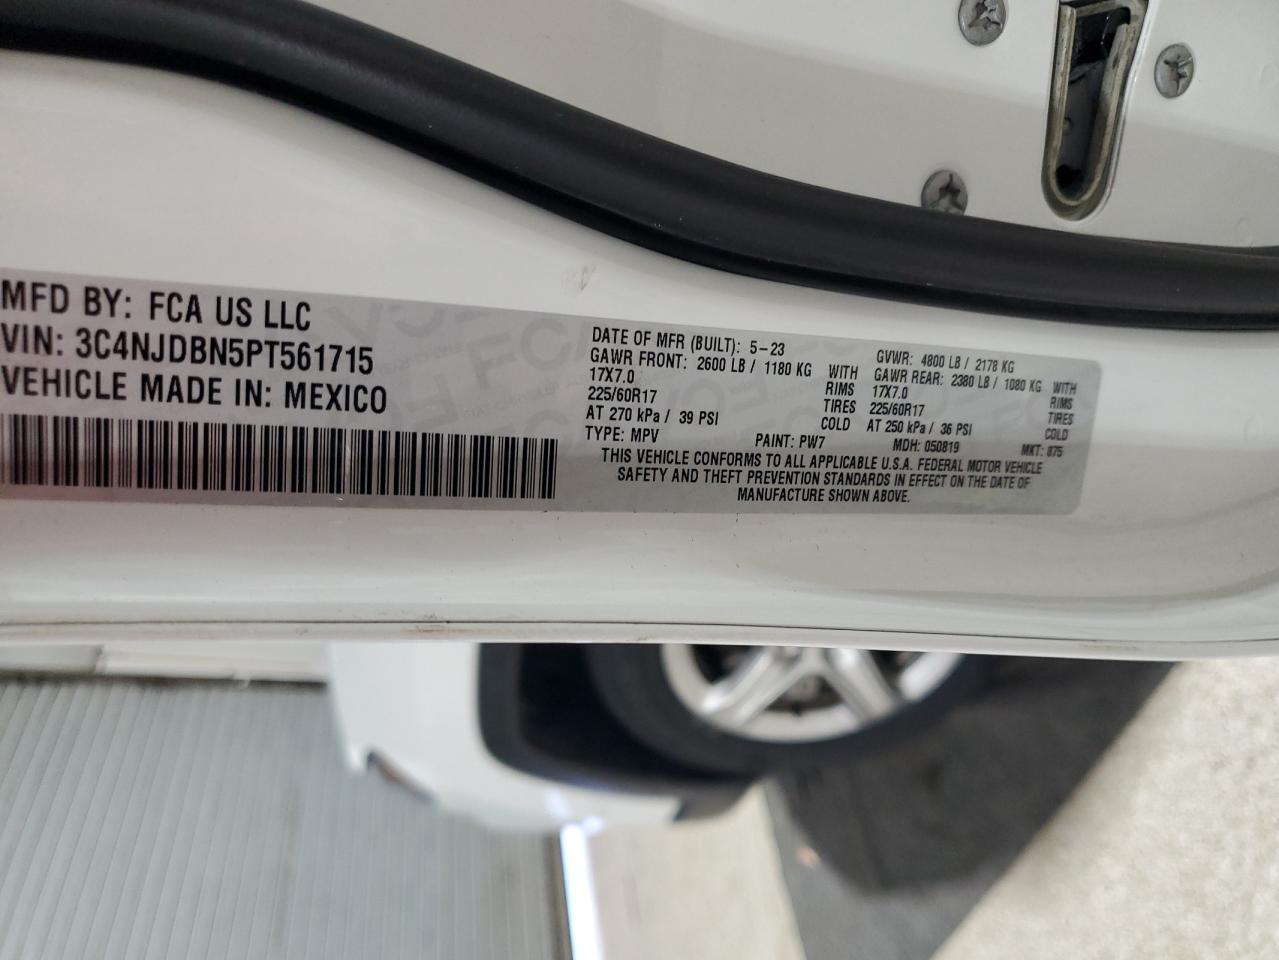 MFD BY: FCA US LLC
VIN: 3C4NJDBN5PT561715
VEHICLE MADE IN: MEXICO
DATE OF MFR (BUILT): 5-23
GAWR FRONT: 2600 LB / 1180 KG WITH
17X7.0 RIMS
225/60R17 TIRES
AT 270 kPa / 39 PSI COLD
GVWR: 4800 LB / 2178 KG
GAWR REAR: 2380 LB / 1080 KG WITH
17X7.0 RIMS
225/60R17 TIRES
AT 250 kPa / 36 PSI COLD
TYPE: MPV PAINT: PW7 MDH: 050819 MKT: 875
THIS VEHICLE CONFORMS TO ALL APPLICABLE U.S.A. FEDERAL MOTOR VEHICLE
SAFETY AND THEFT PREVENTION STANDARDS IN EFFECT ON THE DATE OF
MANUFACTURE SHOWN ABOVE.